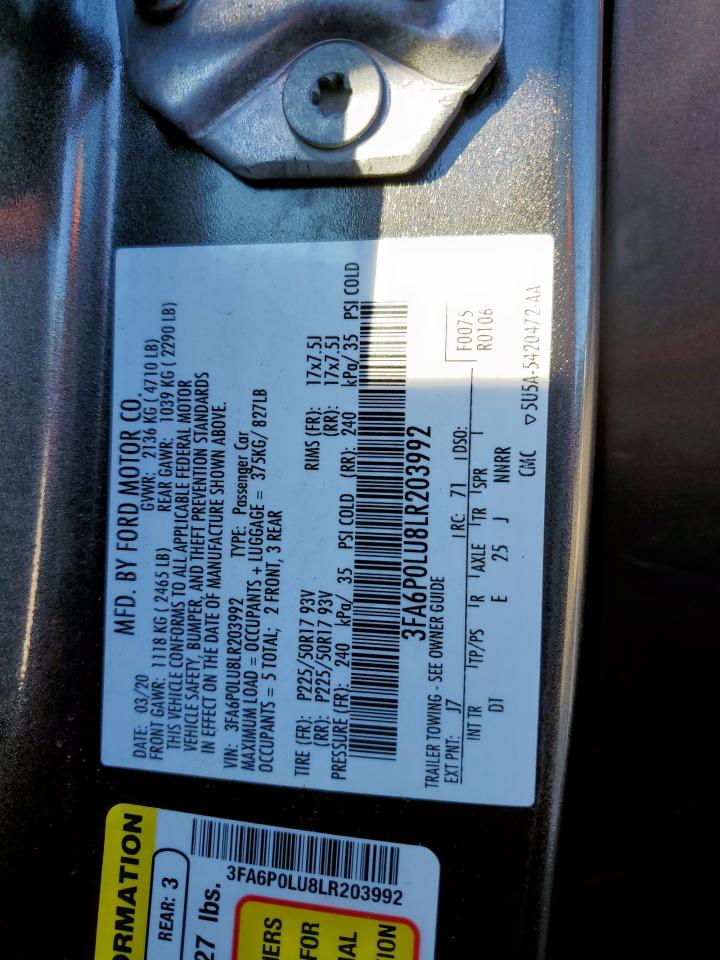 MFD. BY FORD MOTOR CO.
DATE: 03/20 GVWR: 2136 KG ( 4710 LB)
FRONT GAWR: 1118 KG ( 2465 LB) REAR GAWR: 1039 KG ( 2290 LB)
THIS VEHICLE CONFORMS TO ALL APPLICABLE FEDERAL MOTOR
VEHICLE SAFETY, BUMPER, AND THEFT PREVENTION STANDARDS
IN EFFECT ON THE DATE OF MANUFACTURE SHOWN ABOVE.
VIN: 3FA6P0LU8LR203992 TYPE: Passenger Car
MAXIMUM LOAD = OCCUPANTS + LUGGAGE = 375KG/ 827LB
OCCUPANTS = 5 TOTAL; 2 FRONT, 3 REAR
TIRE (FR): P225/50R17 93V RIMS (FR): 17x7.5J
(RR): P225/50R17 93V (RR): 17x7.5J
PRESSURE (FR): 240 kPa/ 35 PSI COLD (RR): 240 kPa/ 35 PSI COLD
3FA6P0LU8LR203992
TRAILER TOWING - SEE OWNER GUIDE
F0075
R0106
EXT PNT: J7 RC: 71 DSO:
INT TR TP/PS R AXLE TR SPR
DT E 25 J NNRR
CMC ▽5U5A-5420472-AA
ORMATION
REAR: 3
27 lbs.
3FA6P0LU8LR203992
HERS
FOR
AL
ION